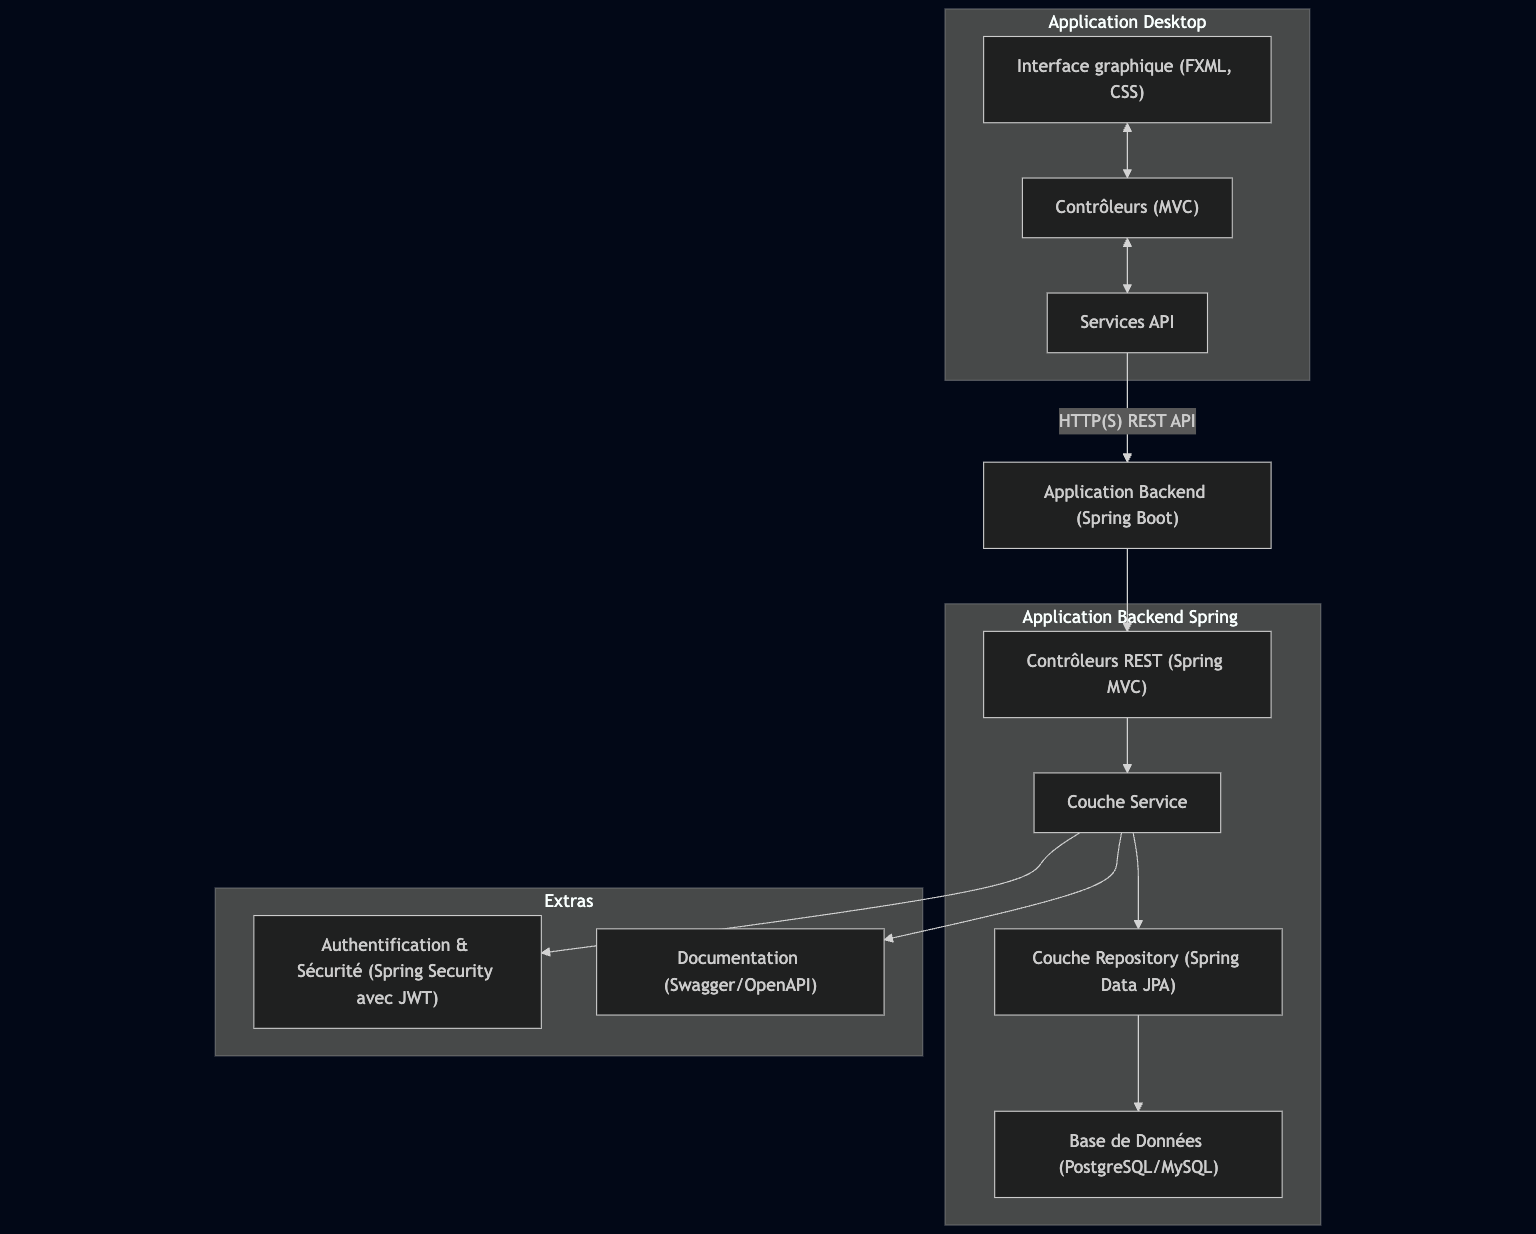 Application Desktop
Interface graphique (FXML,
CSS)
Contrôleurs (MVC)
Services API
HTTP(S) REST API
Application Backend
(Spring Boot)
Application Backend Spring
Contrôleurs REST (Spring
MVC)
Couche Service
Extras
Authentification &
Sécurité (Spring Security
avec JWT)
Documentation
(Swagger/OpenAPI)
Couche Repository (Spring
Data JPA)
Base de Données
(PostgreSQL/MySQL)